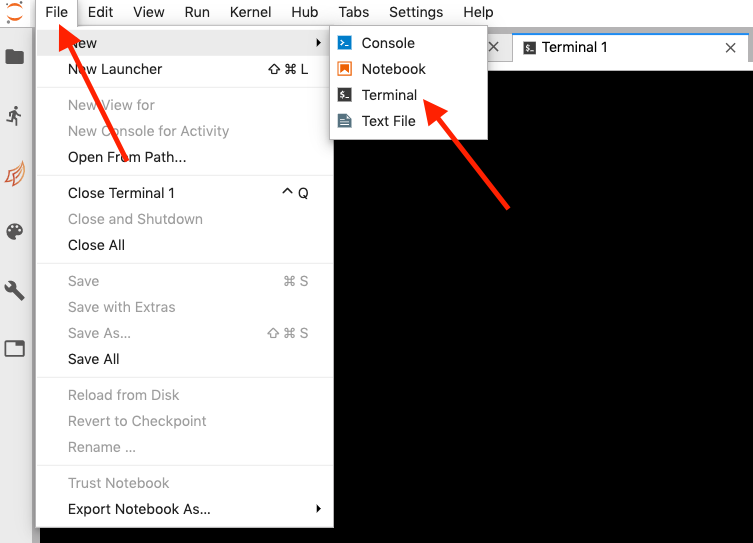 File Edit View Run Kernel Hub Tabs Settings Help
Terminal 1
New
New Launcher ⇧ ⌘ L
New View for
New Console for Activity
Open From Path...
Close Terminal 1 ^ Q
Close and Shutdown
Close All
Save ⌘ S
Save with Extras
Save As... ⇧ ⌘ S
Save All
Reload from Disk
Revert to Checkpoint
Rename ...
Trust Notebook
Export Notebook As...
Console
Notebook
$_ Terminal
Text File